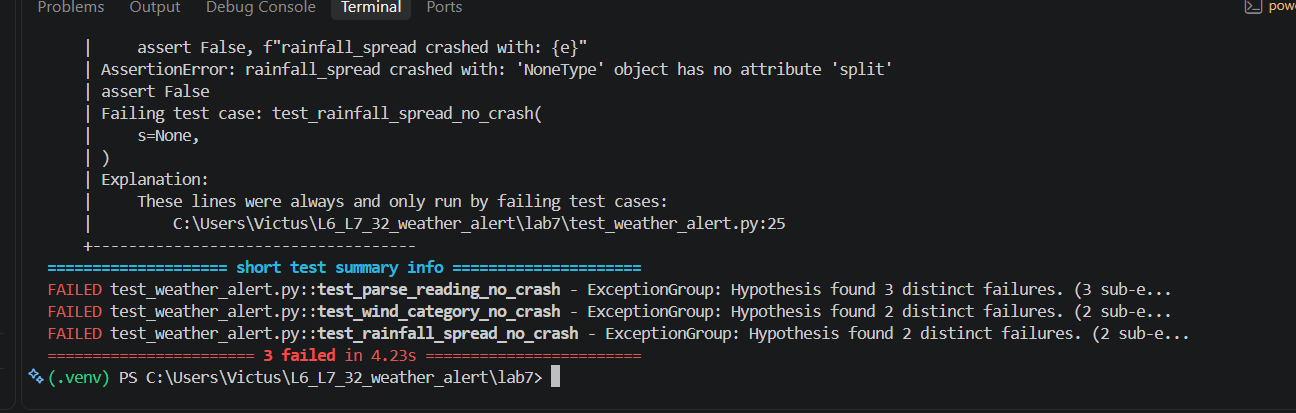 Problems Output Debug Console Terminal Ports
|     assert False, f"rainfall_spread crashed with: {e}"
| AssertionError: rainfall_spread crashed with: 'NoneType' object has no attribute 'split'
| assert False
| Failing test case: test_rainfall_spread_no_crash(
|     s=None,
| )
| Explanation:
|     These lines were always and only run by failing test cases:
|         C:\Users\Victus\L6_L7_32_weather_alert\lab7\test_weather_alert.py:25
+------------------------------------
==================== short test summary info =====================
FAILED test_weather_alert.py::test_parse_reading_no_crash - ExceptionGroup: Hypothesis found 3 distinct failures. (3 sub-e...
FAILED test_weather_alert.py::test_wind_category_no_crash - ExceptionGroup: Hypothesis found 2 distinct failures. (2 sub-e...
FAILED test_weather_alert.py::test_rainfall_spread_no_crash - ExceptionGroup: Hypothesis found 2 distinct failures. (2 sub-e...
======================= 3 failed in 4.23s ========================
(.venv) PS C:\Users\Victus\L6_L7_32_weather_alert\lab7>